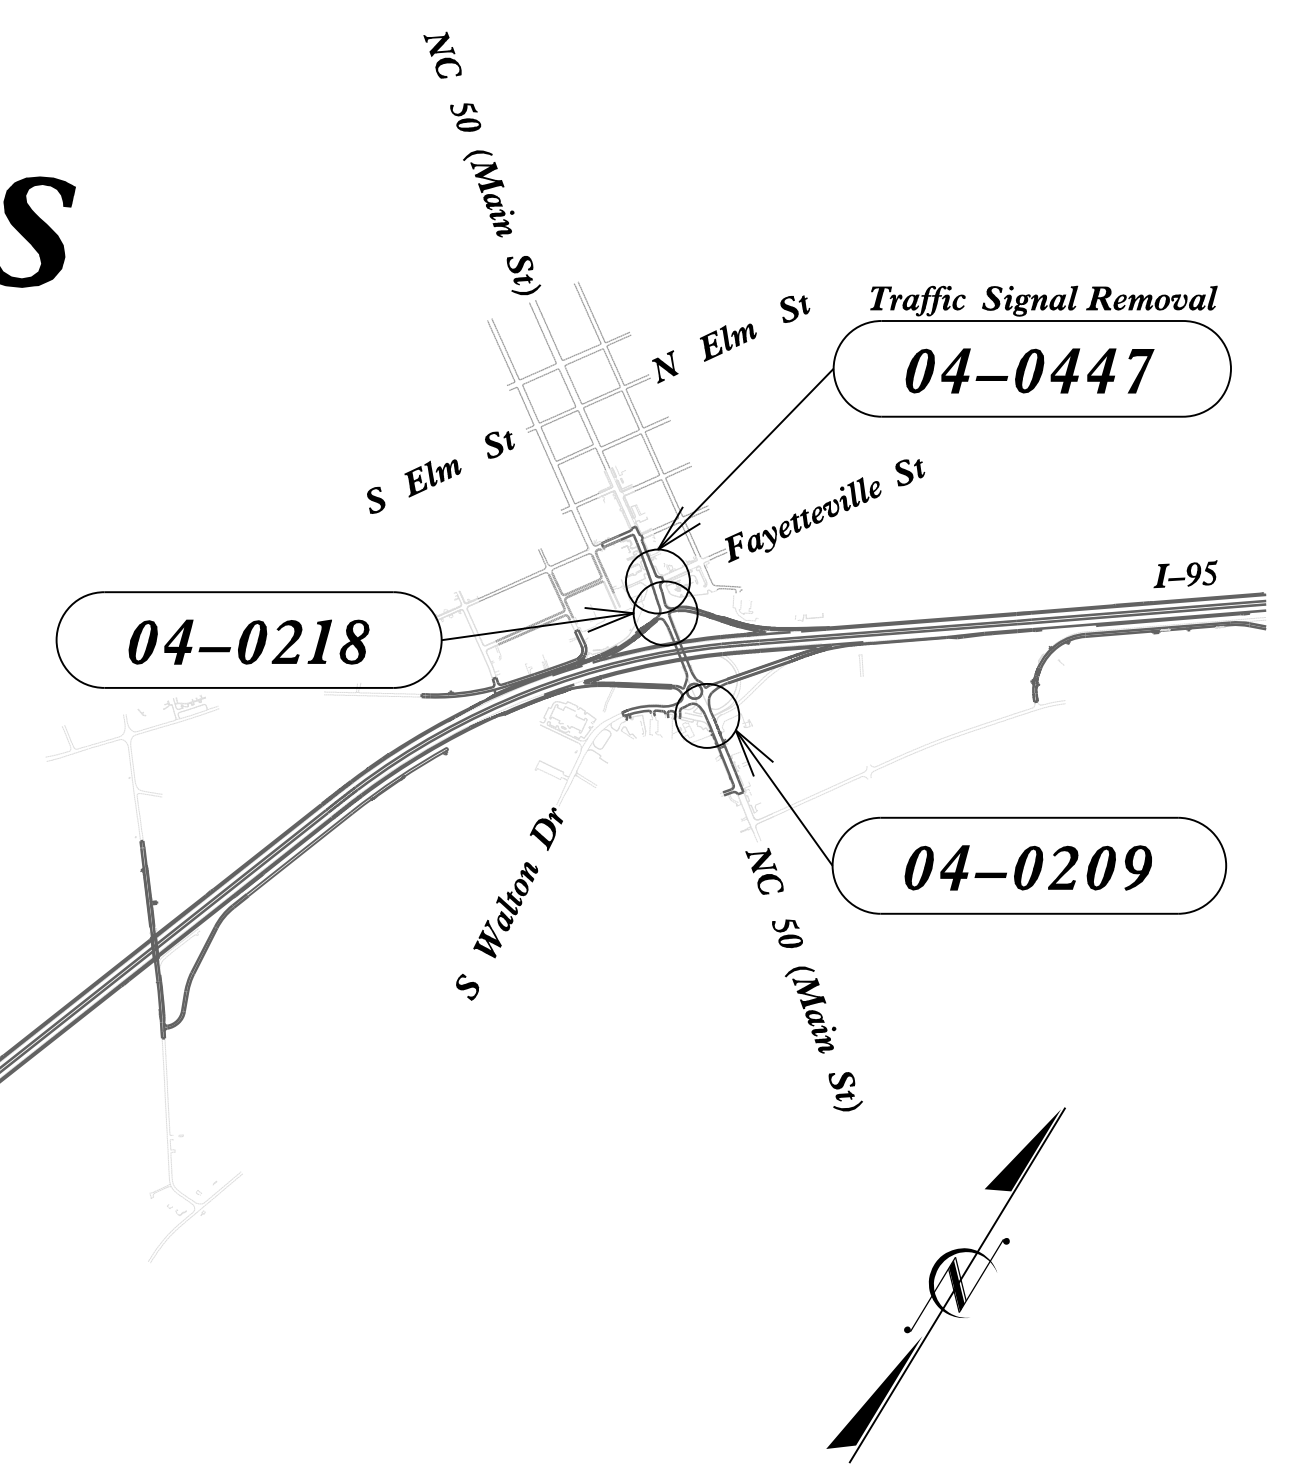 NC 50 (Main St)
S
Traffic Signal Removal
N Elm St
04-0447
S Elm St
Fayetteville St
I-95
04-0218
S Walton Dr
04-0209
NC 50 (Main St)
N